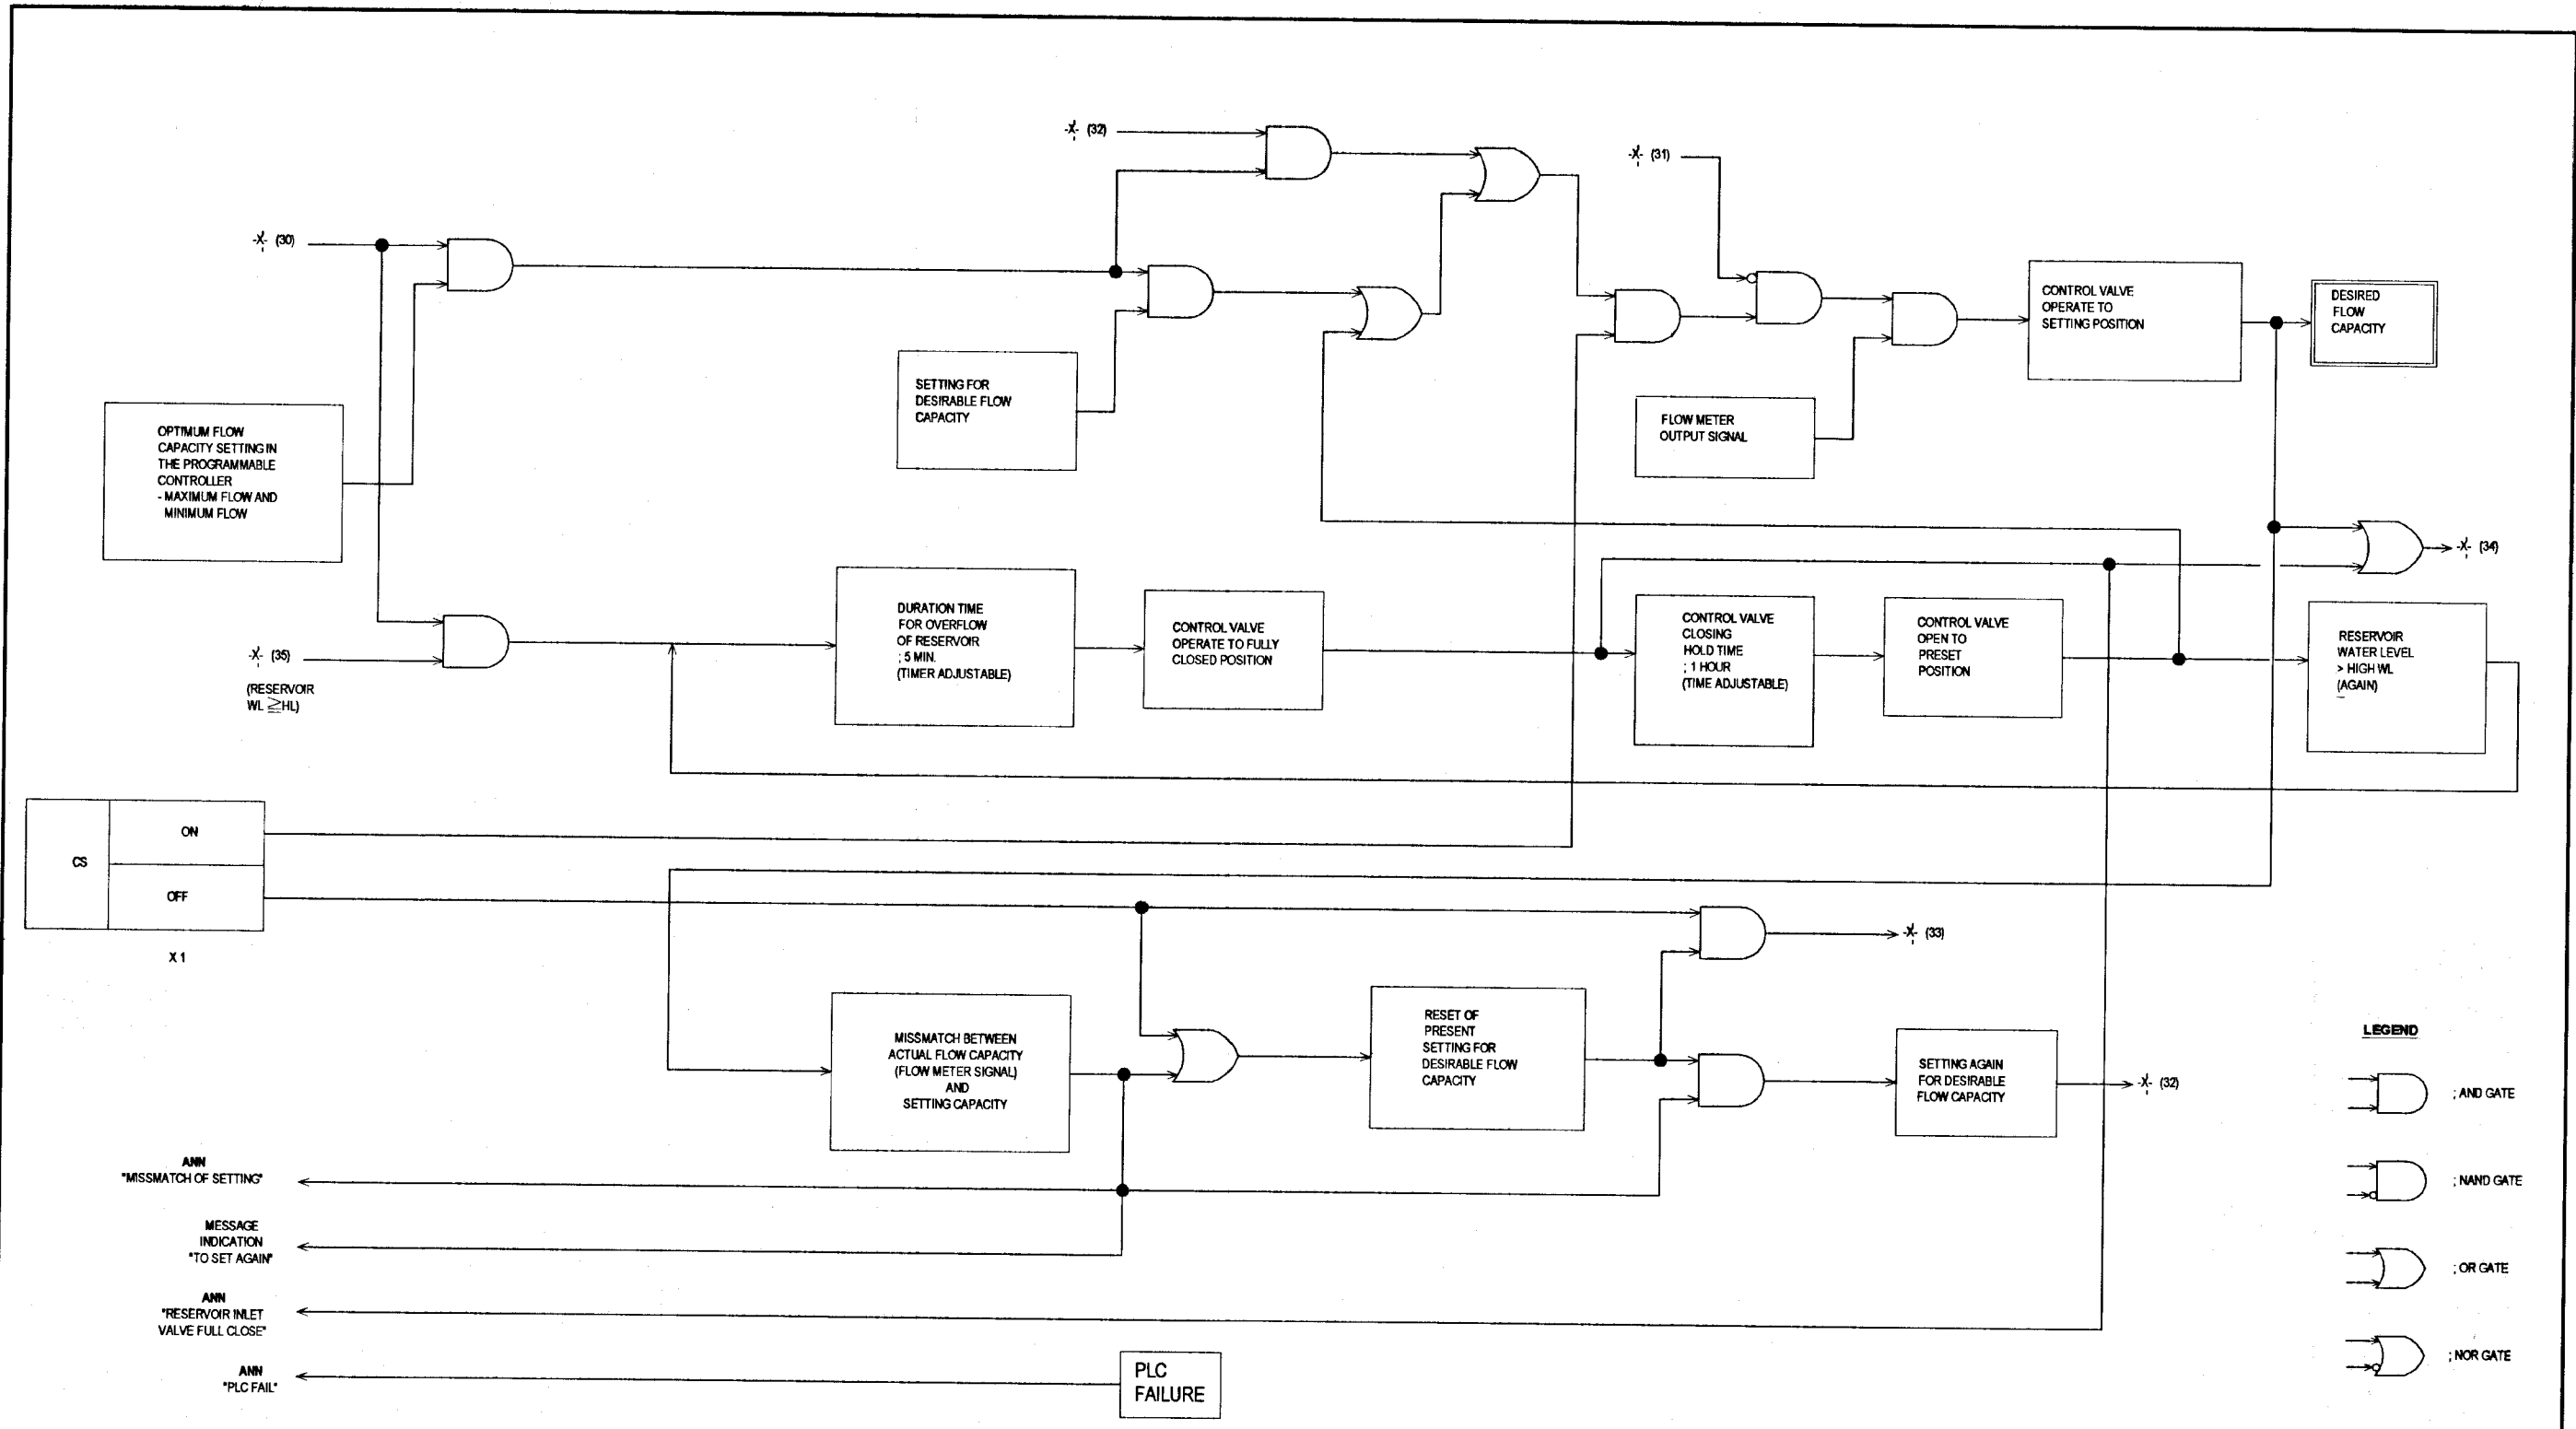 -X- (32)
-X- (31)
-X- (30)
CONTROL VALVE
OPERATE TO
SETTING POSITION
DESIRED
FLOW
CAPACITY
SETTING FOR
DESIRABLE FLOW
CAPACITY
OPTIMUM FLOW
CAPACITY SETTING IN
THE PROGRAMMABLE
CONTROLLER
- MAXIMUM FLOW AND
MINIMUM FLOW
FLOW METER
OUTPUT SIGNAL
-X- (34)
DURATION TIME
FOR OVERFLOW
OF RESERVOIR
; 5 MIN.
(TIMER ADJUSTABLE)
CONTROL VALVE
OPERATE TO FULLY
CLOSED POSITION
CONTROL VALVE
CLOSING
HOLD TIME
; 1 HOUR
(TIME ADJUSTABLE)
CONTROL VALVE
OPEN TO
PRESET
POSITION
RESERVOIR
WATER LEVEL
> HIGH WL
(AGAIN)
-X- (35)
(RESERVOIR
WL ≧HL)
CS
ON
OFF
X 1
-X- (33)
MISSMATCH BETWEEN
ACTUAL FLOW CAPACITY
(FLOW METER SIGNAL)
AND
SETTING CAPACITY
RESET OF
PRESENT
SETTING FOR
DESIRABLE FLOW
CAPACITY
SETTING AGAIN
FOR DESIRABLE
FLOW CAPACITY
-X- (32)
LEGEND
; AND GATE
; NAND GATE
; OR GATE
; NOR GATE
ANN
"MISSMATCH OF SETTING"
MESSAGE
INDICATION
"TO SET AGAIN"
ANN
"RESERVOIR INLET
VALVE FULL CLOSE"
ANN
"PLC FAIL"
PLC
FAILURE